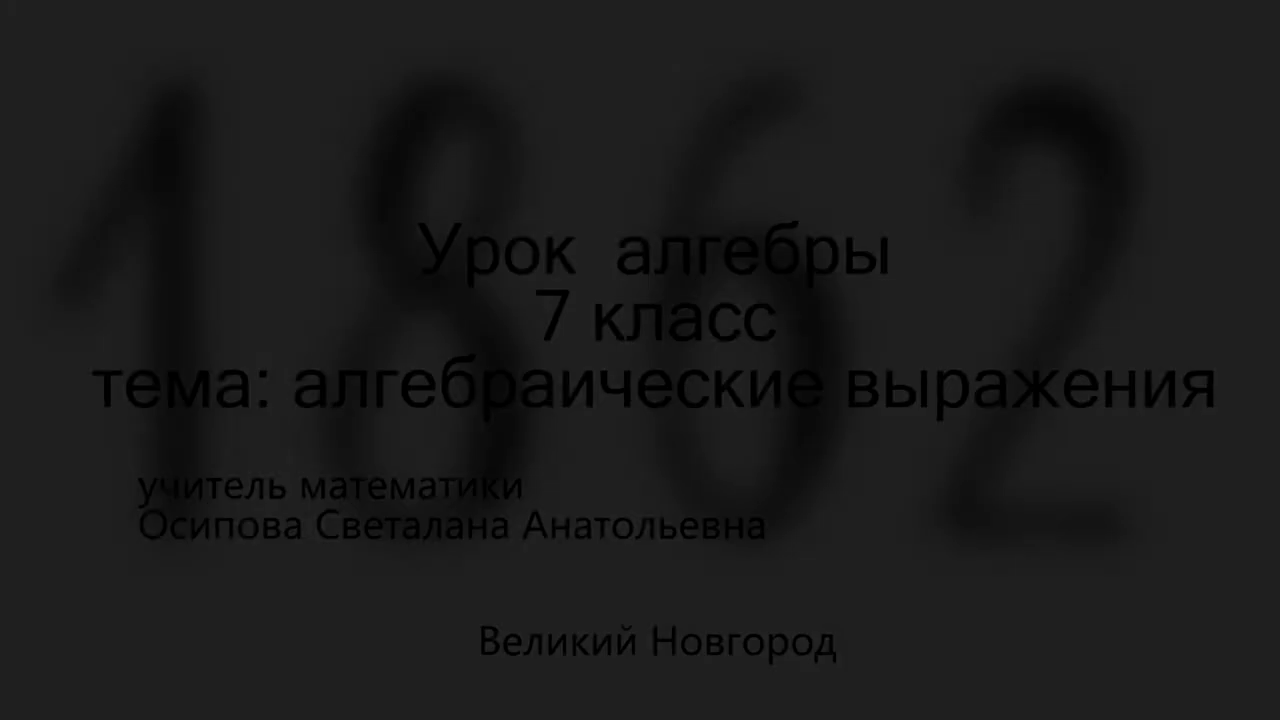 1862
Урок алгебры
7 класс
тема: алгебраические выражения
учитель математики
Осипова Светалана Анатольевна
Великий Новгород